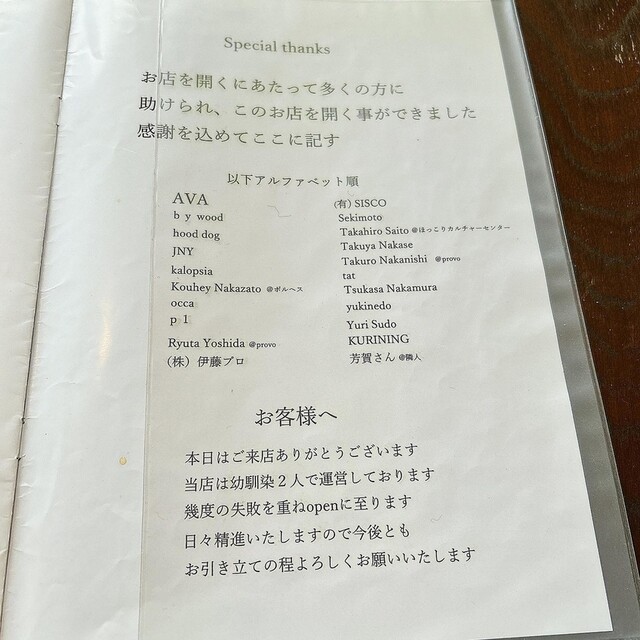 Special thanks
お店を開くにあたって多くの方に
助けられ、このお店を開く事ができました
感謝を込めてここに記す
以下アルファベット順
AVA
b y wood
hood dog
JNY
kalopsia
Kouhey Nakazato @ボルヘス
occa
p 1
Ryuta Yoshida @provo
（株）伊藤プロ
(有) SISCO
Sekimoto
Takahiro Saito @ほっこりカルチャーセンター
Takuya Nakase
Takuro Nakanishi @provo
tat
Tsukasa Nakamura
yukinedo
Yuri Sudo
KURINING
芳賀さん @隣人
お客様へ
本日はご来店ありがとうございます
当店は幼馴染２人で運営しております
幾度の失敗を重ねopenに至ります
日々精進いたしますので今後とも
お引き立ての程よろしくお願いいたします